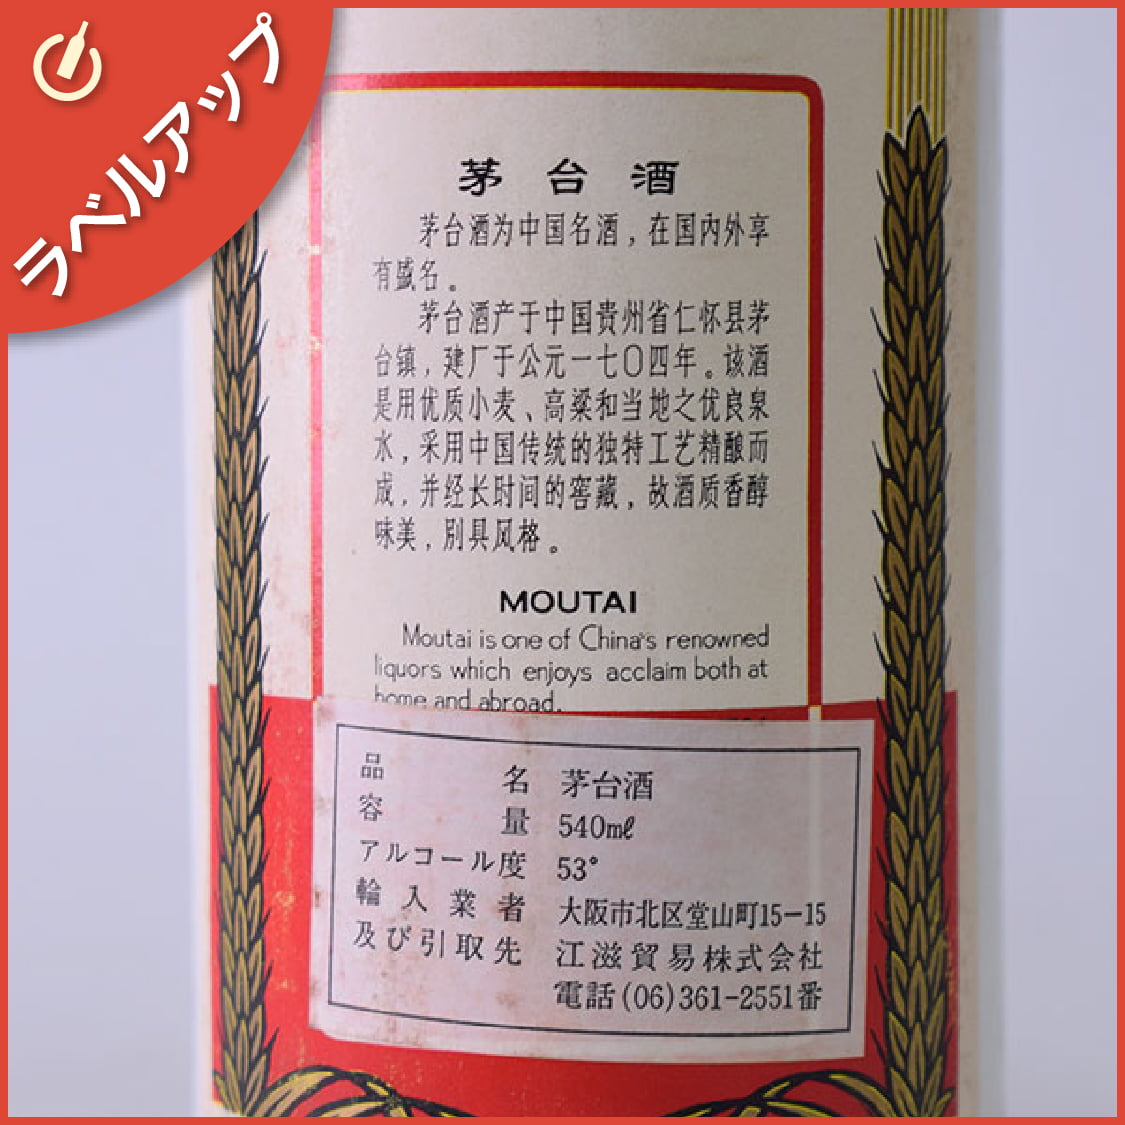 ラベルアップ
茅台酒
茅台酒为中国名酒，在国内外享
有盛名。
茅台酒产于中国贵州省仁怀县茅
台镇，建厂于公元一七〇四年。该酒
是用优质小麦、高粱和当地之优良泉
水，采用中国传统的独特工艺精酿而
成，并经长时间的窖藏，故酒质香醇
味美，别具风格。
MOUTAI
Moutai is one of China's renowned
liquors which enjoys acclaim both at
home and abroad.
品名 茅台酒
容量 540㎖
アルコール度 53°
輸入業者 大阪市北区堂山町15-15
及び引取先 江滋貿易株式会社
電話(06)361-2551番